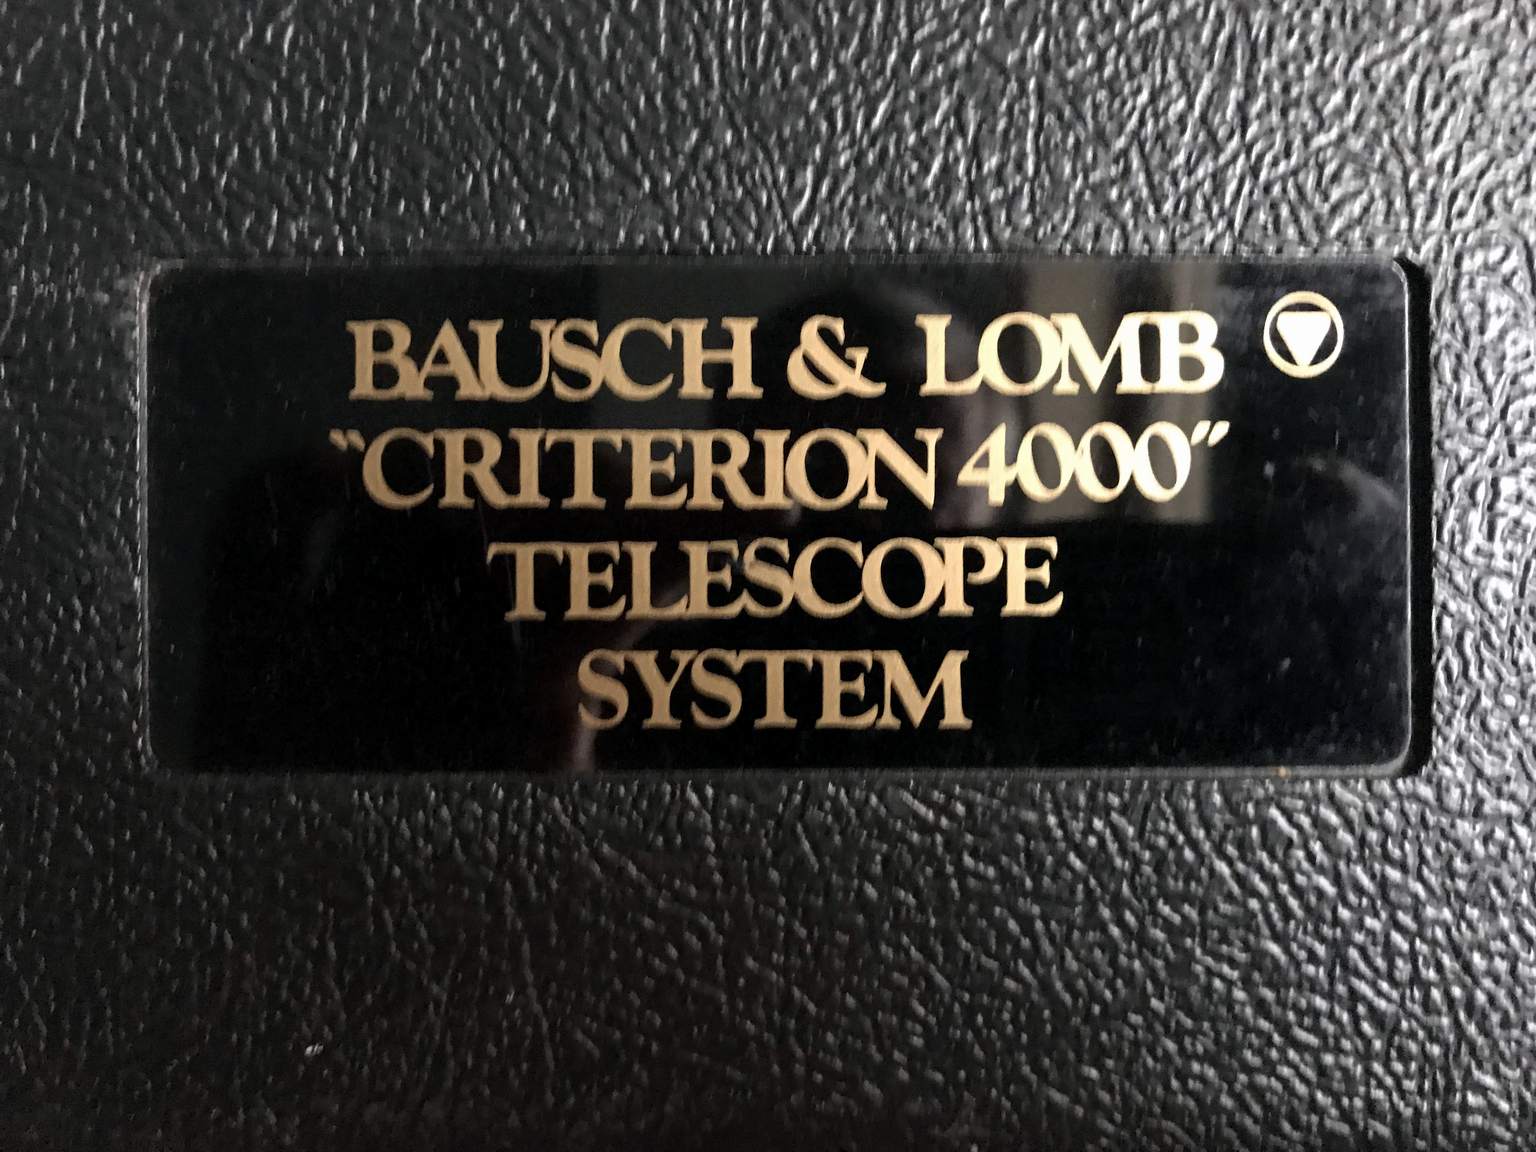 BAUSCH & LOMB
“CRITERION 4000”
TELESCOPE
SYSTEM